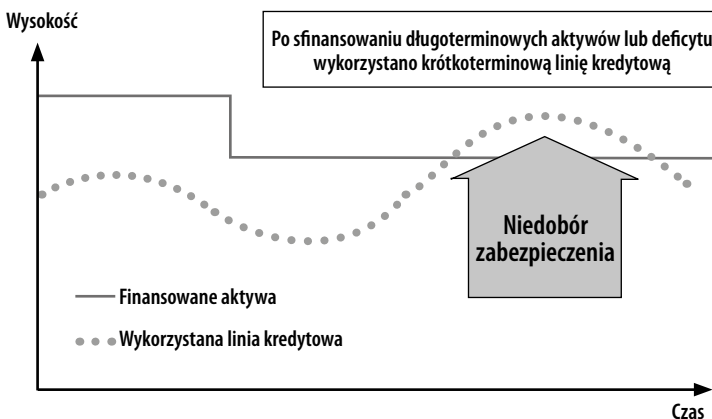 Wysokość
Po sfinansowaniu długoterminowych aktywów lub deficytu
wykorzystano krótkoterminową linię kredytową
Niedobór
zabezpieczenia
Finansowane aktywa
Wykorzystana linia kredytowa
Czas